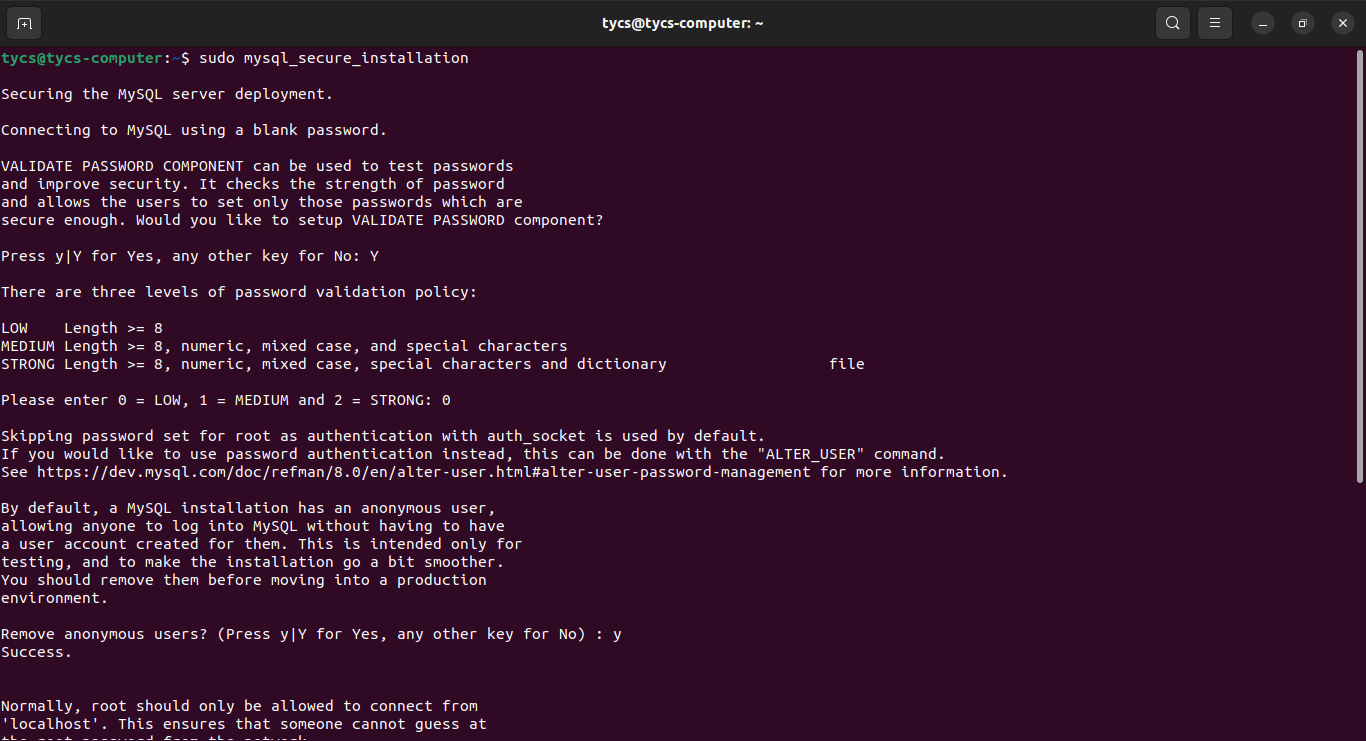 tycs@tycs-computer: ~
tycs@tycs-computer:~$ sudo mysql_secure_installation
Securing the MySQL server deployment.
Connecting to MySQL using a blank password.
VALIDATE PASSWORD COMPONENT can be used to test passwords
and improve security. It checks the strength of password
and allows the users to set only those passwords which are
secure enough. Would you like to setup VALIDATE PASSWORD component?
Press y|Y for Yes, any other key for No: Y
There are three levels of password validation policy:
LOW    Length >= 8
MEDIUM Length >= 8, numeric, mixed case, and special characters
STRONG Length >= 8, numeric, mixed case, special characters and dictionary                  file
Please enter 0 = LOW, 1 = MEDIUM and 2 = STRONG: 0
Skipping password set for root as authentication with auth_socket is used by default.
If you would like to use password authentication instead, this can be done with the "ALTER_USER" command.
See https://dev.mysql.com/doc/refman/8.0/en/alter-user.html#alter-user-password-management for more information.
By default, a MySQL installation has an anonymous user,
allowing anyone to log into MySQL without having to have
a user account created for them. This is intended only for
testing, and to make the installation go a bit smoother.
You should remove them before moving into a production
environment.
Remove anonymous users? (Press y|Y for Yes, any other key for No) : y
Success.
Normally, root should only be allowed to connect from
'localhost'. This ensures that someone cannot guess at
the root password from the network.